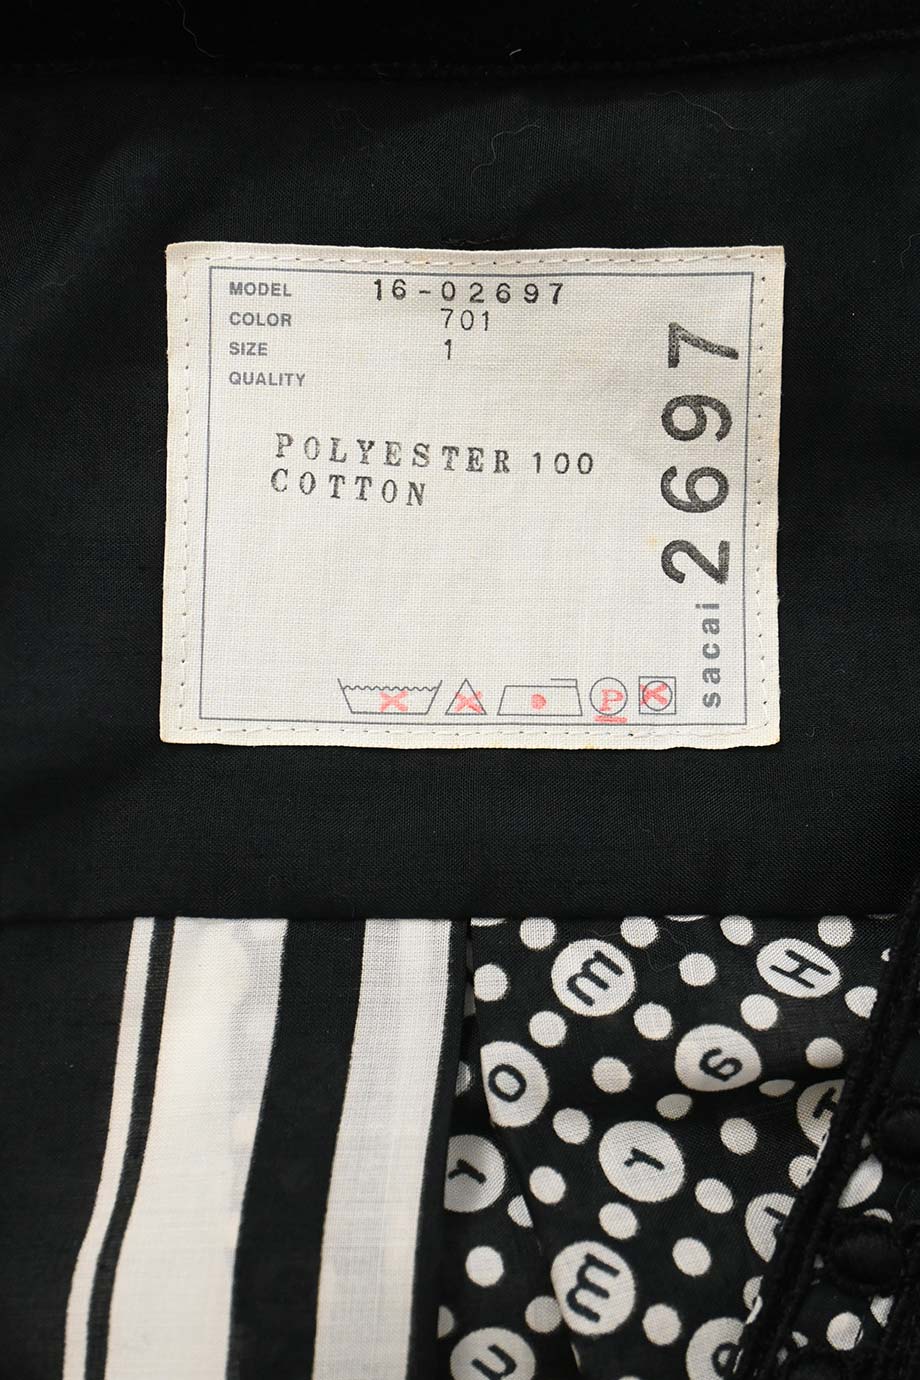 MODEL 16-02697
COLOR 701
SIZE 1
QUALITY
POLYESTER 100
COTTON
sacai 2697
P
m
H
o
a
r
r
m
u